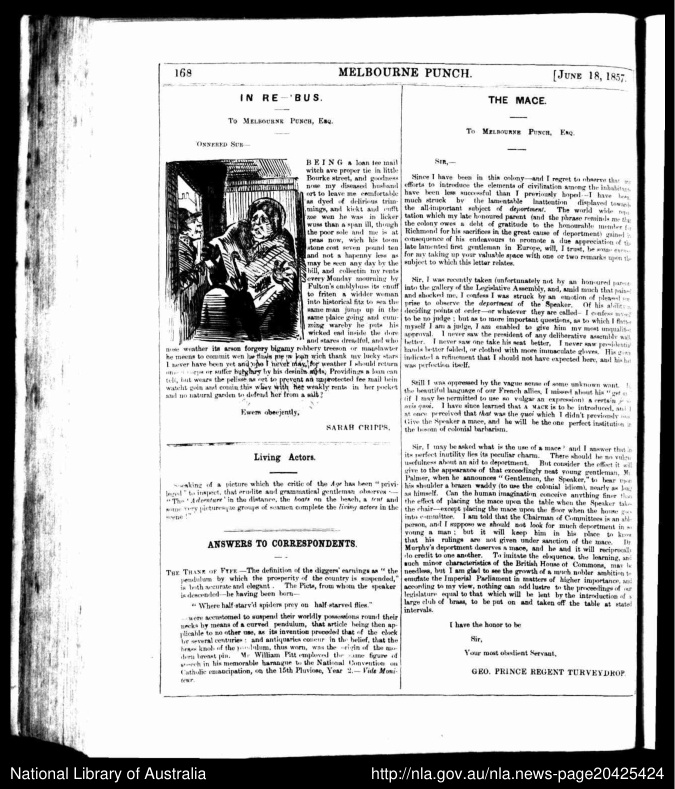 168
MELBOURNE PUNCH.
[JUNE 18, 1857.
IN RE—'BUS.
TO MELBOURNE PUNCH, ESQ.
'ONNERED SUR—
BEING a loan tee mail
witch ave proper tie in little
Bourke street, and goodness
nose my diseased husband
ort to leave me comfortable
as dyed of delirious trim-
mings, and kickt and cufft
me wen he was in licker
wuss than a span ill, though
the poor sole and me is at
peas now, wich his toom
stone cost seven pound ten
and not a hapenny less as
may be seen any day by the
bill, and collectin my rents
every Monday mourning by
Fulton's emblybuss its enuff
to friten a widder woman
into historical fits to sea the
same man jump up in the
same plaice going and cum-
ming wareby he puts his
wicked end inside the dore
and stares dreadful, and who
nose weather its arson forgery bigamy robbery treeson or manslawter
he means to commit wen he finds me a loan wich thank my lucky stars
I never have been yet and who I never may, for weather I should return
or suffer burglary by his desinin arts, Providings a loan can
tell, but wears the pelisse as ort to prevent an unprotected fee mail bein
watcht goin and comin this whey with her weakly rents in her pocket
and no natural garden to defend her from a salt!
Ewers obsejently,
SARAH CRIPPS.
Living Actors.
Speaking of a picture which the critic of the Age has been "privi-
leged" to inspect, that erudite and grammatical gentleman observes—
"The 'Adventure' in the distance, the boats on the beach, a tent and
some very picturesque groups of seamen complete the living actors in the
scene!"
ANSWERS TO CORRESPONDENTS.
THE THANE OF FYFE—The definition of the diggers' earnings as "the
pendulum by which the prosperity of the country is suspended,"
is both accurate and elegant. The Picts, from whom the speaker
is descended—he having been born—
"Where half-starv'd spiders prey on half-starved flies."
—were accustomed to suspend their worldly possessions round their
necks by means of a curved pendulum, that article being then ap-
plicable to no other use, as its invention preceded that of the clock
by several centuries: and antiquaries concur in the belief, that the
brass knob of the pendulum, thus worn, was the origin of the mo-
dern breast pin. Mr William Pitt employed the same figure of
speech in his memorable harangue to the National Convention on
Catholic emancipation, on the 15th Pluviose, Year 2.—Vide Moni-
teur.
THE MACE.
TO MELBOURNE PUNCH, ESQ.
SIR,—
Since I have been in this colony—and I regret to observe that
efforts to introduce the elements of civilization among the inhabitants
have been less successful than I previously hoped—I have been
much struck by the lamentable inattention displayed towards
the all-important subject of deportment. The world wide repu-
tation which my late honoured parent (and the phrase reminds me that
the colony owes a debt of gratitude to the honourable member for
Richmond for his sacrifices in the great cause of deportment) gained in
consequence of his endeavours to promote a due appreciation of the
late lamented first gentleman in Europe, will, I trust, be some excuse
for my taking up your valuable space with one or two remarks upon the
subject to which this letter relates.
Sir, I was recently taken (unfortunately not by an honoured parent)
into the gallery of the Legislative Assembly, and, amid much that pained
and shocked me, I confess I was struck by an emotion of pleased sur-
prise to observe the deportment of the Speaker. Of his ability in
deciding points of order—or whatever they are called—I confess myself
to be no judge; but as to more important questions, as to which I flatter
myself I am a judge, I am enabled to give him my most unqualified
approval. I never saw the president of any deliberative assembly walk
better. I never saw one take his seat better. I never saw presidential
hands better folded, or clothed with more immaculate gloves. His gown
indicated a refinement that I should not have expected here, and his hat
was perfection itself.
Still I was oppressed by the vague sense of some unknown want. In
the beautiful language of our French allies, I missed about his "get up"
(if I may be permitted to use so vulgar an expression) a certain je ne
sais quoi. I have since learned that a MACE is to be introduced, and I
at once perceived that that was the quoi which I didn't previously
Give the Speaker a mace, and he will be the one perfect institution in
the bosom of colonial barbarism.
Sir, I may be asked what is the use of a mace? and I answer that in
its perfect inutility lies its peculiar charm. There should be no vulgar
usefulness about an aid to deportment. But consider the effect it will
give to the appearance of that exceedingly neat young gentleman, Mr.
Palmer, when he announces "Gentlemen, the Speaker," to bear upon
his shoulder a brazen waddy (to use the colonial idiom), nearly as big
as himself. Can the human imagination conceive anything finer than
the effect of placing the mace upon the table when the Speaker takes
the chair—except placing the mace upon the floor when the house goes
into committee. I am told that the Chairman of Committees is an able
person, and I suppose we should not look for much deportment in so
young a man; but it will keep him in his place to know
that his rulings are not given under sanction of the mace. Dr.
Murphy's deportment deserves a mace, and he and it will reciprocally
do credit to one another. To imitate the eloquence, the learning, and
such minor characteristics of the British House of Commons, may be
needless, but I am glad to see the growth of a much nobler ambition to
emulate the Imperial Parliament in matters of higher importance, and
according to my view, nothing can add lustre to the proceedings of our
legislature equal to that which will be lent by the introduction of a
large club of brass, to be put on and taken off the table at stated
intervals.
I have the honor to be
Sir,
Your most obedient Servant,
GEO. PRINCE REGENT TURVEYDROP.
National Library of Australia
http://nla.gov.au/nla.news-page20425424